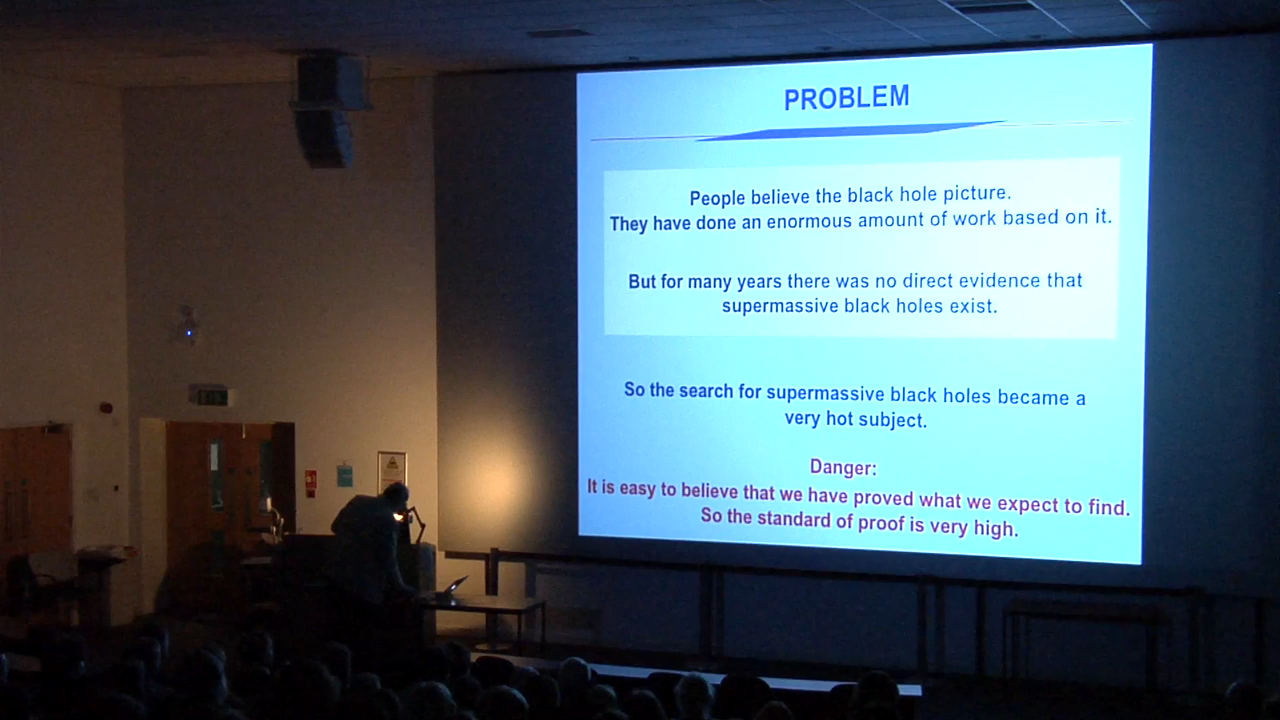 PROBLEM
People believe the black hole picture.
They have done an enormous amount of work based on it.
But for many years there was no direct evidence that
supermassive black holes exist.
So the search for supermassive black holes became a
very hot subject.
Danger:
It is easy to believe that we have proved what we expect to find.
So the standard of proof is very high.